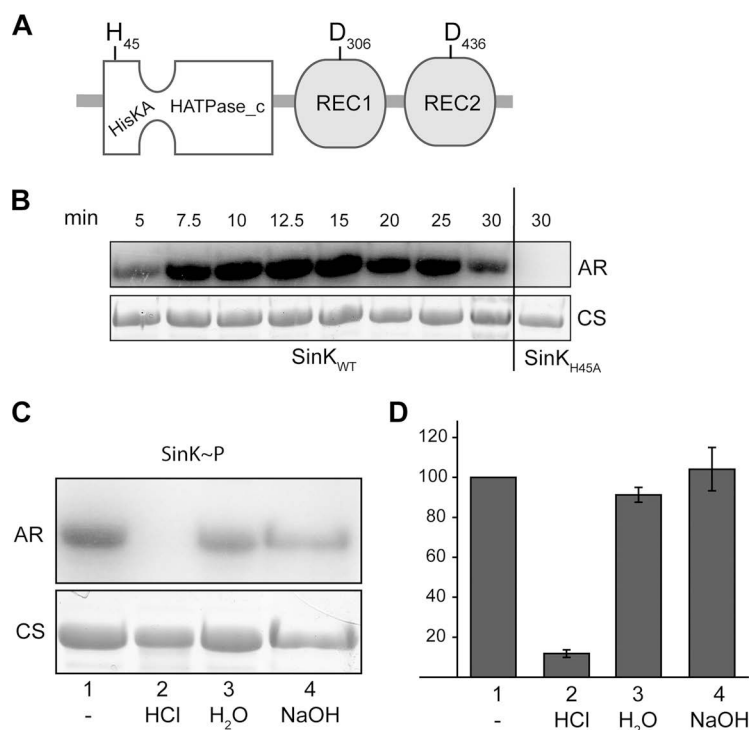 A
H45
D306
D436
HisKA
HATPase_c
REC1
REC2
B
min 5 7.5 10 12.5 15 20 25 30 30
AR
CS
SinKWT SinKH45A
C
SinK~P
AR
CS
1 2 3 4
- HCl H2O NaOH
D
120
100
80
60
40
20
1 2 3 4
- HCl H2O NaOH